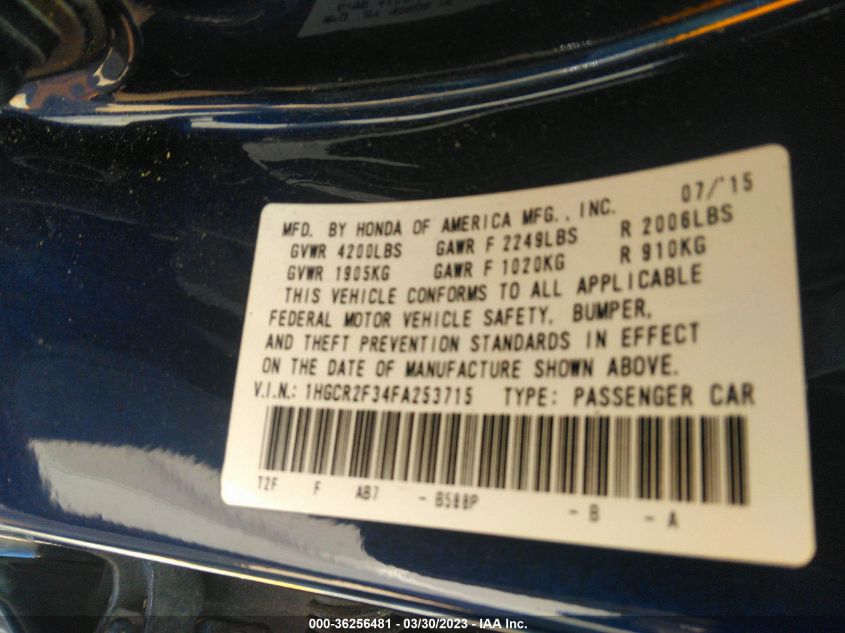 07/'15
MFD. BY HONDA OF AMERICA MFG., INC.
GVWR 4200LBS GAWR F 2249LBS R 2006LBS
GVWR 1905KG GAWR F 1020KG R 910KG
THIS VEHICLE CONFORMS TO ALL APPLICABLE
FEDERAL MOTOR VEHICLE SAFETY, BUMPER,
AND THEFT PREVENTION STANDARDS IN EFFECT
ON THE DATE OF MANUFACTURE SHOWN ABOVE.
V.I.N.: 1HGCR2F34FA253715 TYPE: PASSENGER CAR
T2F F AB7 - B588P - B - A
000-36256481 - 03/30/2023 - IAA Inc.